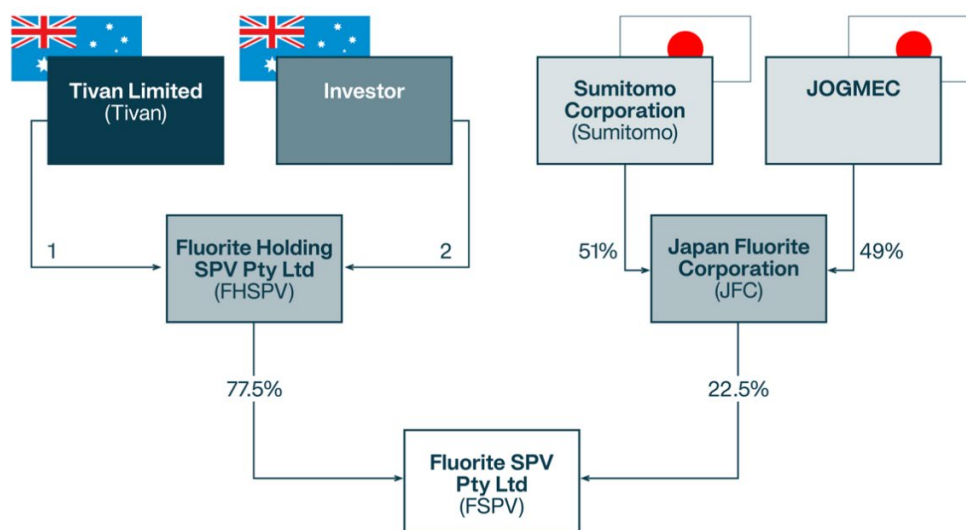 Tivan Limited
(Tivan)
Investor
Sumitomo
Corporation
(Sumitomo)
JOGMEC
1
Fluorite Holding
SPV Pty Ltd
(FHSPV)
2
51%
Japan Fluorite
Corporation
(JFC)
49%
77.5%
22.5%
Fluorite SPV
Pty Ltd
(FSPV)